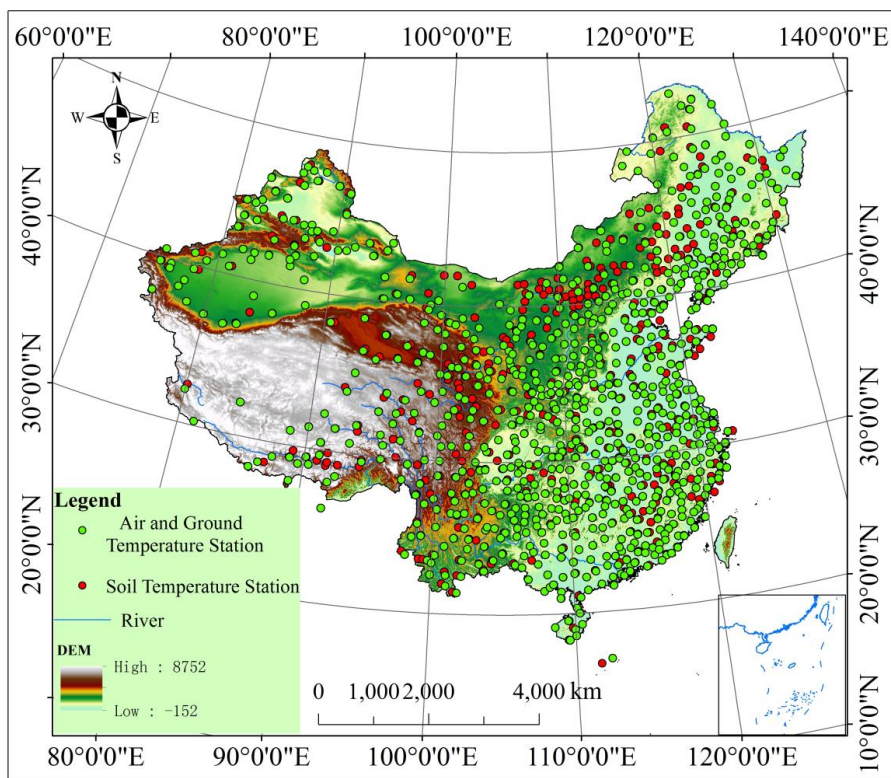 60°0'0"E 80°0'0"E 100°0'0"E 120°0'0"E 140°0'0"E
N
W E
S
40°0'0"N
30°0'0"N
20°0'0"N
40°0'0"N
30°0'0"N
20°0'0"N
10°0'0"N
Legend
Air and Ground
Temperature Station
Soil Temperature Station
River
DEM
High : 8752
Low : -152
0 1,000 2,000 4,000 km
80°0'0"E 90°0'0"E 100°0'0"E 110°0'0"E 120°0'0"E